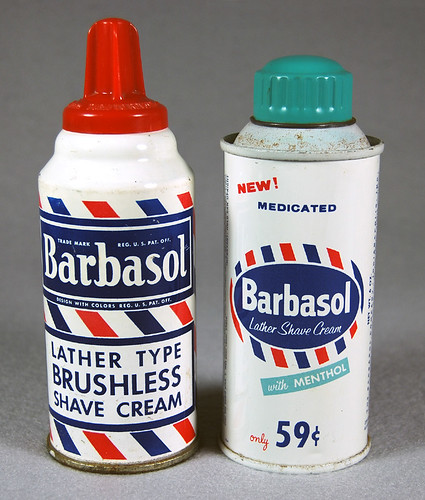 TRADE MARK REG. U.S. PAT. OFF.
Barbasol
DESIGN WITH COLORS REG. U.S. PAT. OFF.
LATHER TYPE
BRUSHLESS
SHAVE CREAM
NEW!
MEDICATED
Barbasol
Lather Shave Cream
with MENTHOL
only 59¢